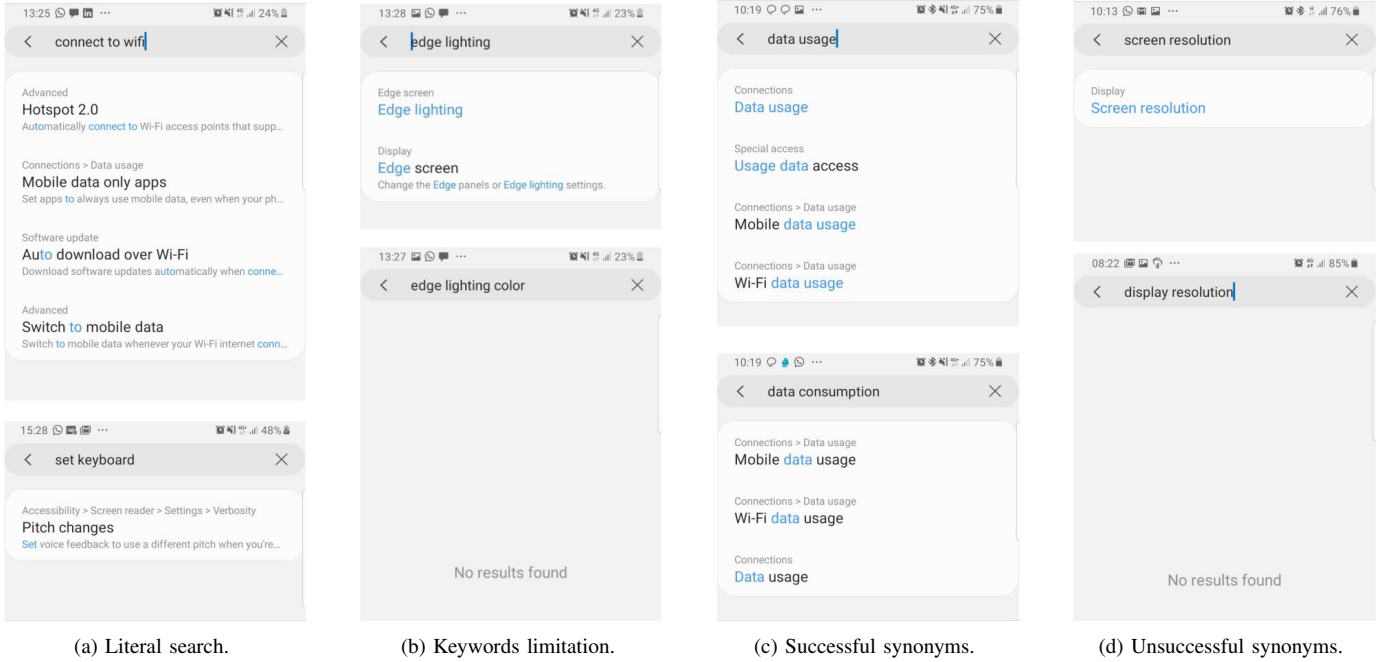 13:25 24%
connect to wifi
Advanced
Hotspot 2.0
Automatically connect to Wi-Fi access points that supp...
Connections > Data usage
Mobile data only apps
Set apps to always use mobile data, even when your ph...
Software update
Auto download over Wi-Fi
Download software updates automatically when conne...
Advanced
Switch to mobile data
Switch to mobile data whenever your Wi-Fi internet conn...
15:28 48%
set keyboard
Accessibility > Screen reader > Settings > Verbosity
Pitch changes
Set voice feedback to use a different pitch when you're...
(a) Literal search.
13:28 23%
edge lighting
Edge screen
Edge lighting
Display
Edge screen
Change the Edge panels or Edge lighting settings.
13:27 23%
edge lighting color
No results found
(b) Keywords limitation.
10:19 75%
data usage
Connections
Data usage
Special access
Usage data access
Connections > Data usage
Mobile data usage
Connections > Data usage
Wi-Fi data usage
10:19 75%
data consumption
Connections > Data usage
Mobile data usage
Connections > Data usage
Wi-Fi data usage
Connections
Data usage
(c) Successful synonyms.
10:13 76%
screen resolution
Display
Screen resolution
08:22 85%
display resolution
No results found
(d) Unsuccessful synonyms.